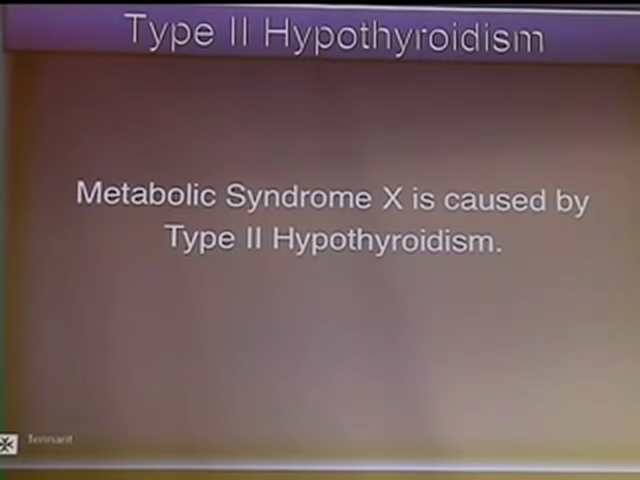 Type II Hypothyroidism
Metabolic Syndrome X is caused by
Type II Hypothyroidism.
Tennant